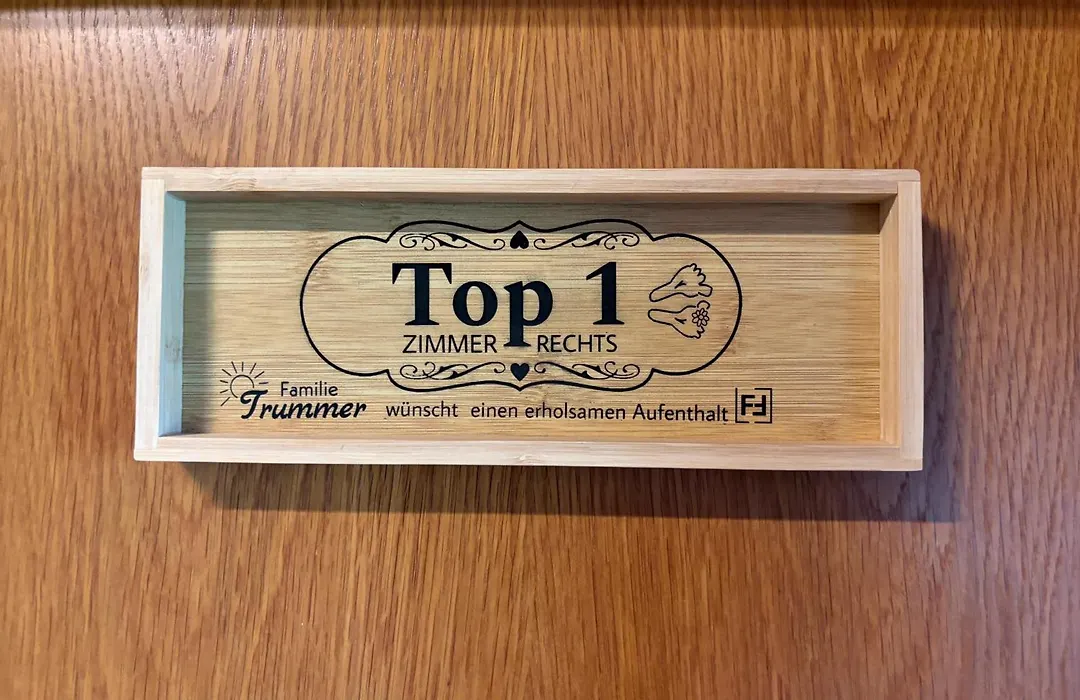 Top 1
ZIMMER RECHTS
Familie
Trummer wünscht einen erholsamen Aufenthalt